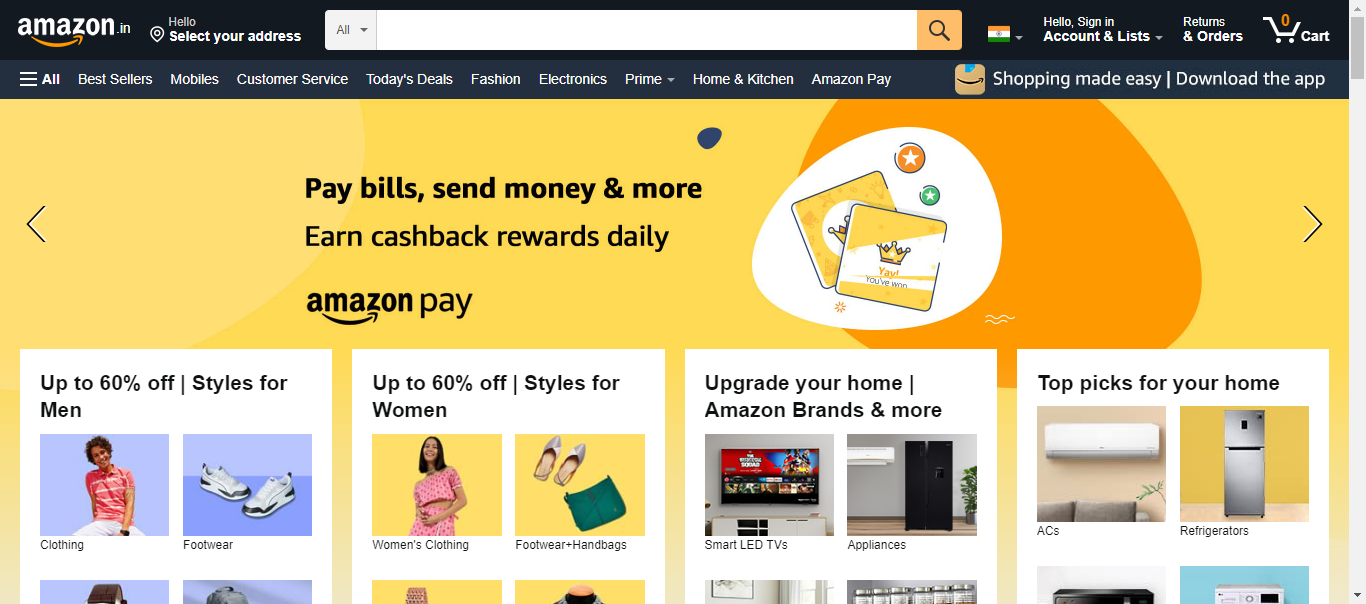 amazon.in
Hello
Select your address
All
Hello, Sign in
Account & Lists
Returns
& Orders
0
Cart
All
Best Sellers
Mobiles
Customer Service
Today's Deals
Fashion
Electronics
Prime
Home & Kitchen
Amazon Pay
Shopping made easy | Download the app
Pay bills, send money & more
Earn cashback rewards daily
amazon pay
Yay!
You've won
Up to 60% off | Styles for
Men
Clothing
Footwear
Up to 60% off | Styles for
Women
Women's Clothing
Footwear+Handbags
Upgrade your home |
Amazon Brands & more
Smart LED TVs
Appliances
Top picks for your home
ACs
Refrigerators